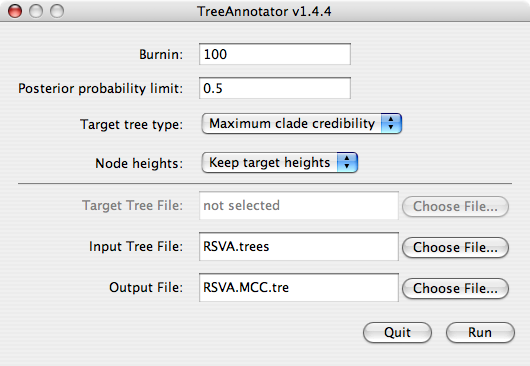 TreeAnnotator v1.4.4
Burnin: 100
Posterior probability limit: 0.5
Target tree type: Maximum clade credibility
Node heights: Keep target heights
Target Tree File: not selected Choose File...
Input Tree File: RSVA.trees Choose File...
Output File: RSVA.MCC.tre Choose File...
Quit Run